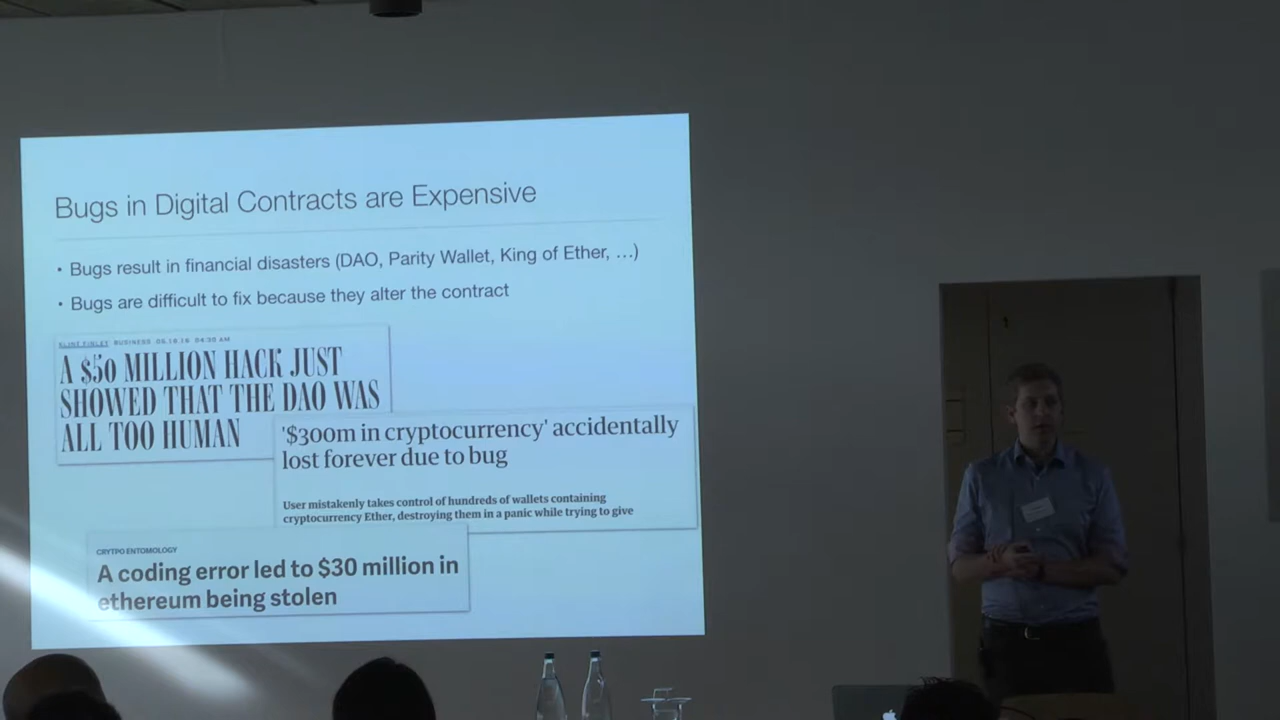 Bugs in Digital Contracts are Expensive
• Bugs result in financial disasters (DAO, Parity Wallet, King of Ether, …)
• Bugs are difficult to fix because they alter the contract
KLINT FINLEY BUSINESS 06.18.16 04:30 AM
A $50 MILLION HACK JUST
SHOWED THAT THE DAO WAS
ALL TOO HUMAN
'$300m in cryptocurrency' accidentally
lost forever due to bug
User mistakenly takes control of hundreds of wallets containing
cryptocurrency Ether, destroying them in a panic while trying to give
CRYTPO ENTOMOLOGY
A coding error led to $30 million in
ethereum being stolen